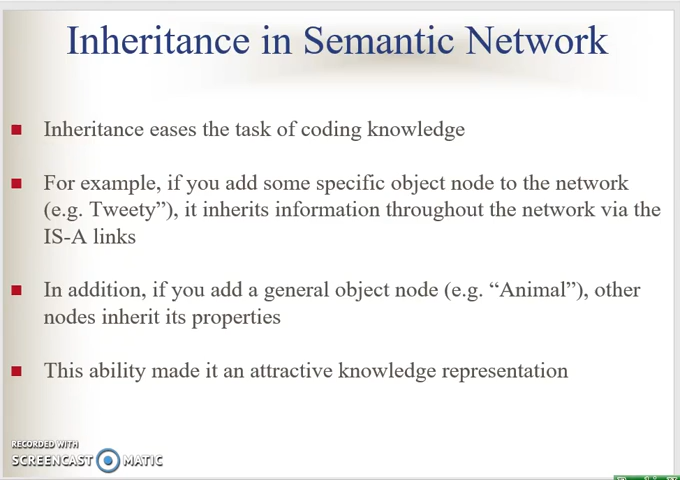 Inheritance in Semantic Network
Inheritance eases the task of coding knowledge
For example, if you add some specific object node to the network
(e.g. Tweety”), it inherits information throughout the network via the
IS-A links
In addition, if you add a general object node (e.g. “Animal”), other
nodes inherit its properties
This ability made it an attractive knowledge representation
RECORDED WITH
SCREENCAST MATIC